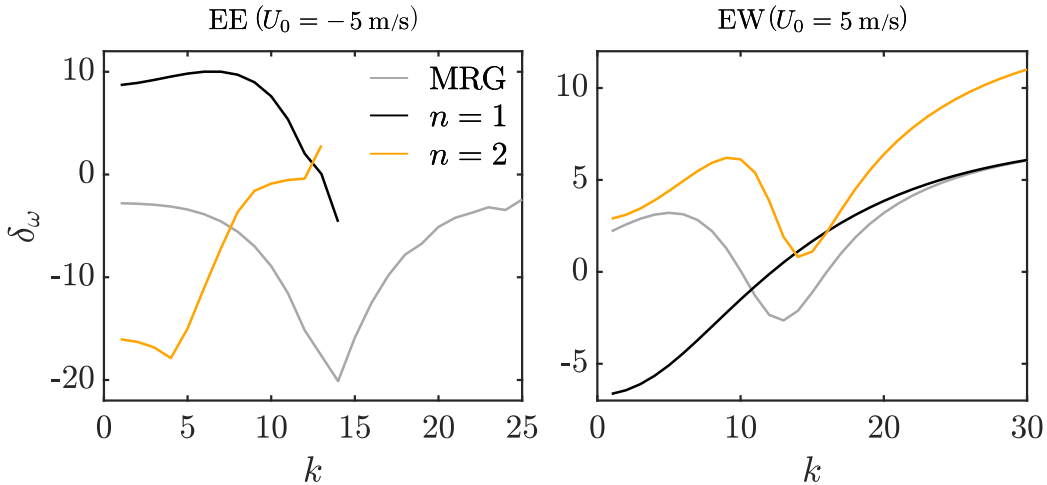 EE (U₀ = − 5 m/s)
10
0
-10
-20
δω
0 5 10 15 20 25
k
MRG
n = 1
n = 2
EW (U₀ = 5 m/s)
10
5
0
-5
0 10 20 30
k